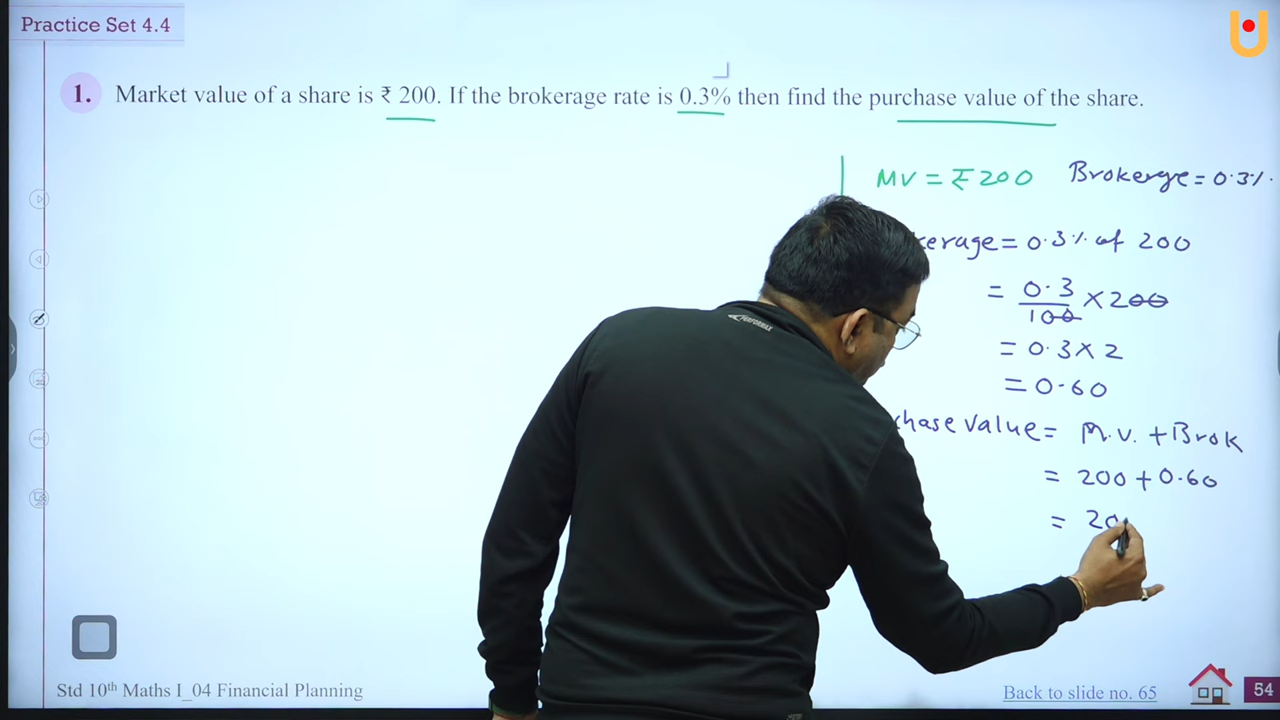 Practice Set 4.4
1. Market value of a share is ₹ 200. If the brokerage rate is 0.3% then find the purchase value of the share.
MV = ₹200 Brokerge = 0.3%.
kerage = 0.3% of 200
= 0.3/100 × 200
= 0.3 × 2
= 0.60
chase value = M.V. + Brok
= 200 + 0.60
= 20
PERFORMAX
Std 10th Maths I_04 Financial Planning
Back to slide no. 65
54